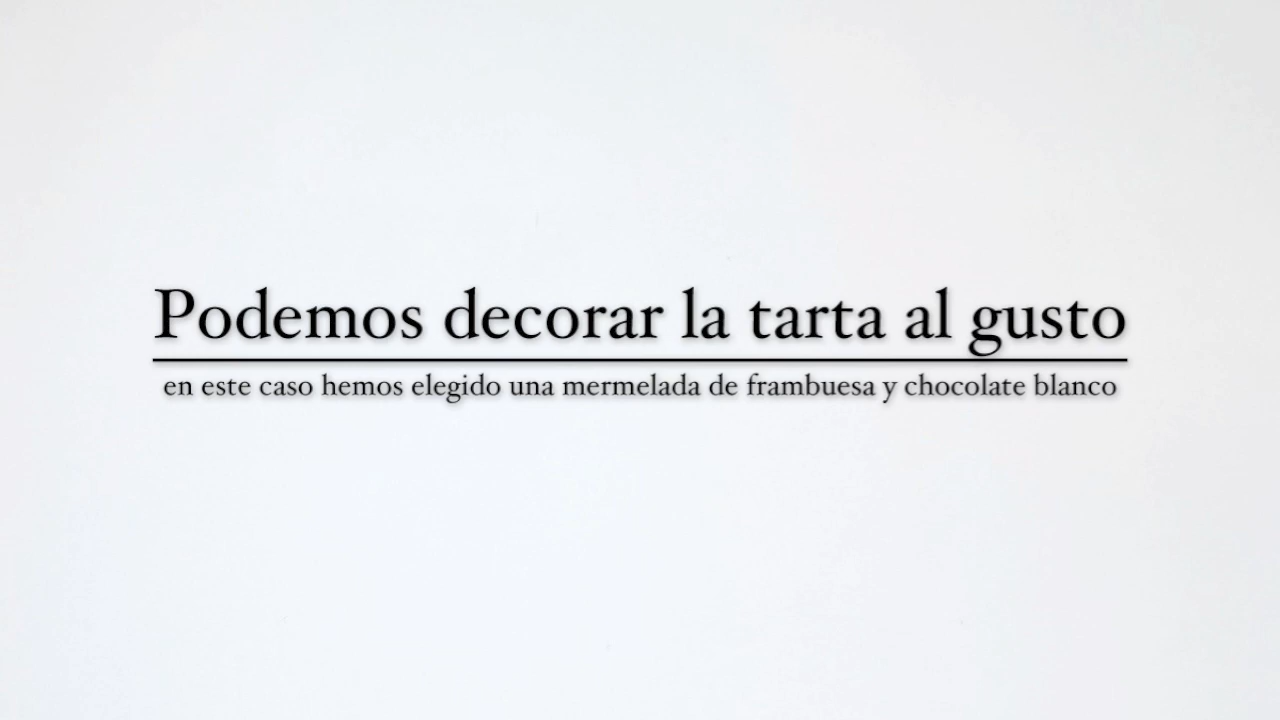 Podemos decorar la tarta al gusto
en este caso hemos elegido una mermelada de frambuesa y chocolate blanco